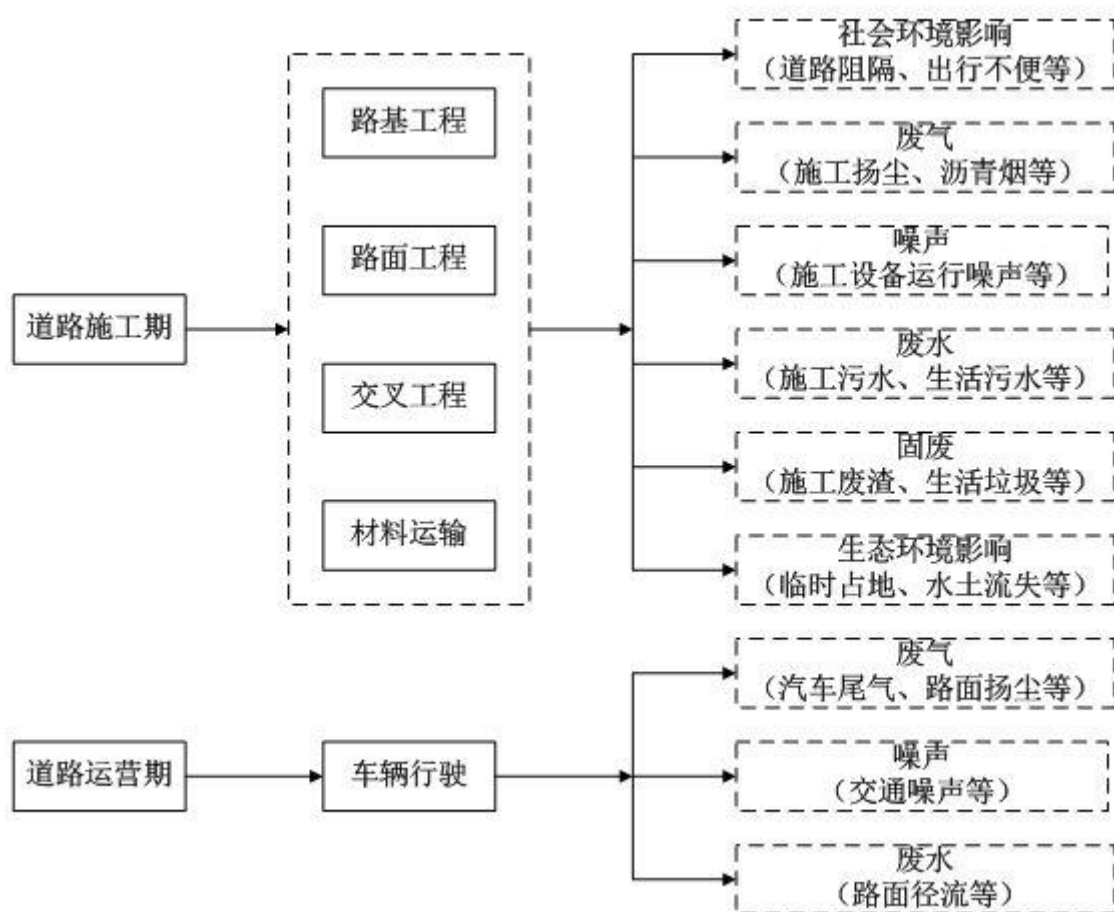 道路施工期
路基工程
路面工程
交叉工程
材料运输
社会环境影响
（道路阻隔、出行不便等）
废气
（施工扬尘、沥青烟等）
噪声
（施工设备运行噪声等）
废水
（施工污水、生活污水等）
固废
（施工废渣、生活垃圾等）
生态环境影响
（临时占地、水土流失等）
道路运营期
车辆行驶
废气
（汽车尾气、路面扬尘等）
噪声
（交通噪声等）
废水
（路面径流等）